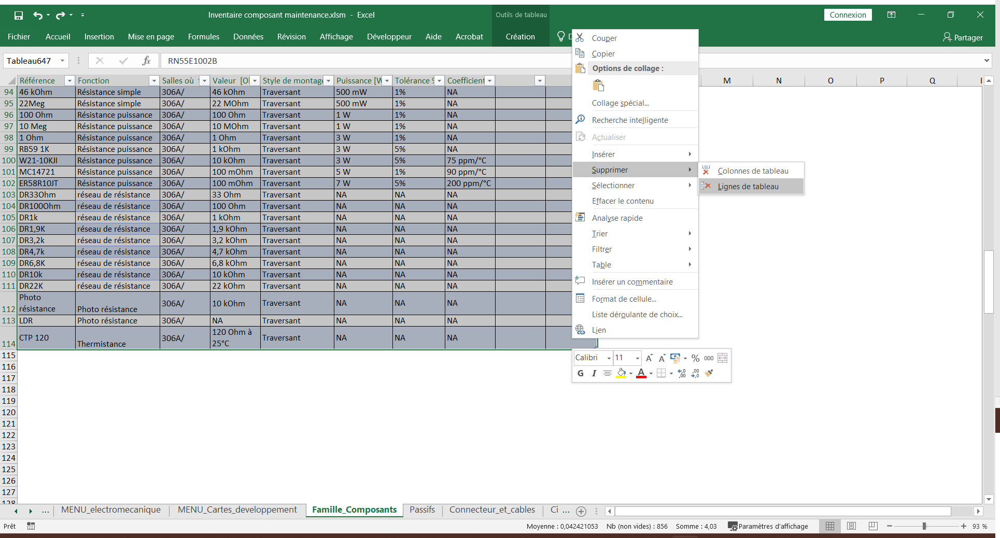 Inventaire composant maintenance.xlsm - Excel
Outils de tableau
Connexion
Fichier Accueil Insertion Mise en page Formules Données Révision Affichage Développeur Aide Acrobat Création D Partager
Tableau647 fx RN55E1002B
Référence Fonction Salles où Valeur [O Style de montage Puissance [W Tolérance % Coefficient M N O P Q
94 46 kOhm Résistance simple 306A/ 46 kOhm Traversant 500 mW 1% NA
95 22Meg Résistance simple 306A/ 22 MOhm Traversant 500 mW 1% NA
96 100 Ohm Résistance puissance 306A/ 100 Ohm Traversant 1 W 1% NA
97 10 Meg Résistance puissance 306A/ 10 MOhm Traversant 1 W 1% NA
98 1 Ohm Résistance puissance 306A/ 1 Ohm Traversant 3 W 1% NA
99 RB59 1K Résistance puissance 306A/ 1 kOhm Traversant 3 W 5% NA
100 W21-10KJI Résistance puissance 306A/ 10 kOhm Traversant 3 W 5% 75 ppm/°C
101 MC14721 Résistance puissance 306A/ 100 mOhm Traversant 5 W 1% 90 ppm/°C
102 ER58R10JT Résistance puissance 306A/ 100 mOhm Traversant 7 W 5% 200 ppm/°C
103 DR33Ohm réseau de résistance 306A/ 33 Ohm Traversant NA NA NA
104 DR100Ohm réseau de résistance 306A/ 100 Ohm Traversant NA NA NA
105 DR1k réseau de résistance 306A/ 1 kOhm Traversant NA NA NA
106 DR1,9K réseau de résistance 306A/ 1,9 kOhm Traversant NA NA NA
107 DR3,2k réseau de résistance 306A/ 3,2 kOhm Traversant NA NA NA
108 DR4,7k réseau de résistance 306A/ 4,7 kOhm Traversant NA NA NA
109 DR6,8K réseau de résistance 306A/ 6,8 kOhm Traversant NA NA NA
110 DR10k réseau de résistance 306A/ 10 kOhm Traversant NA NA NA
111 DR22K réseau de résistance 306A/ 22 kOhm Traversant NA NA NA
112 Photo résistance Photo résistance 306A/ 10 kOhm Traversant NA NA NA
113 LDR Photo résistance 306A/ NA Traversant NA NA NA
114 CTP 120 Thermistance 306A/ 120 Ohm à 25°C Traversant NA NA NA
115
116
117
118
119
120
121
122
123
124
125
126
127
128
Couper
Copier
Options de collage :
Collage spécial...
Recherche intelligente
Actualiser
Insérer
Supprimer
Sélectionner
Effacer le contenu
Analyse rapide
Trier
Filtrer
Table
Insérer un commentaire
Format de cellule...
Liste déroulante de choix...
Lien
Colonnes de tableau
Lignes de tableau
Calibri 11 A A % 000
G I A ,00 ,00
... MENU_electromecanique MENU_Cartes_developpement Famille_Composants Passifs Connecteur_et_cables Ci ...
Prêt Moyenne : 0,042421053 Nb (non vides) : 856 Somme : 4,03 Paramètres d'affichage 93 %